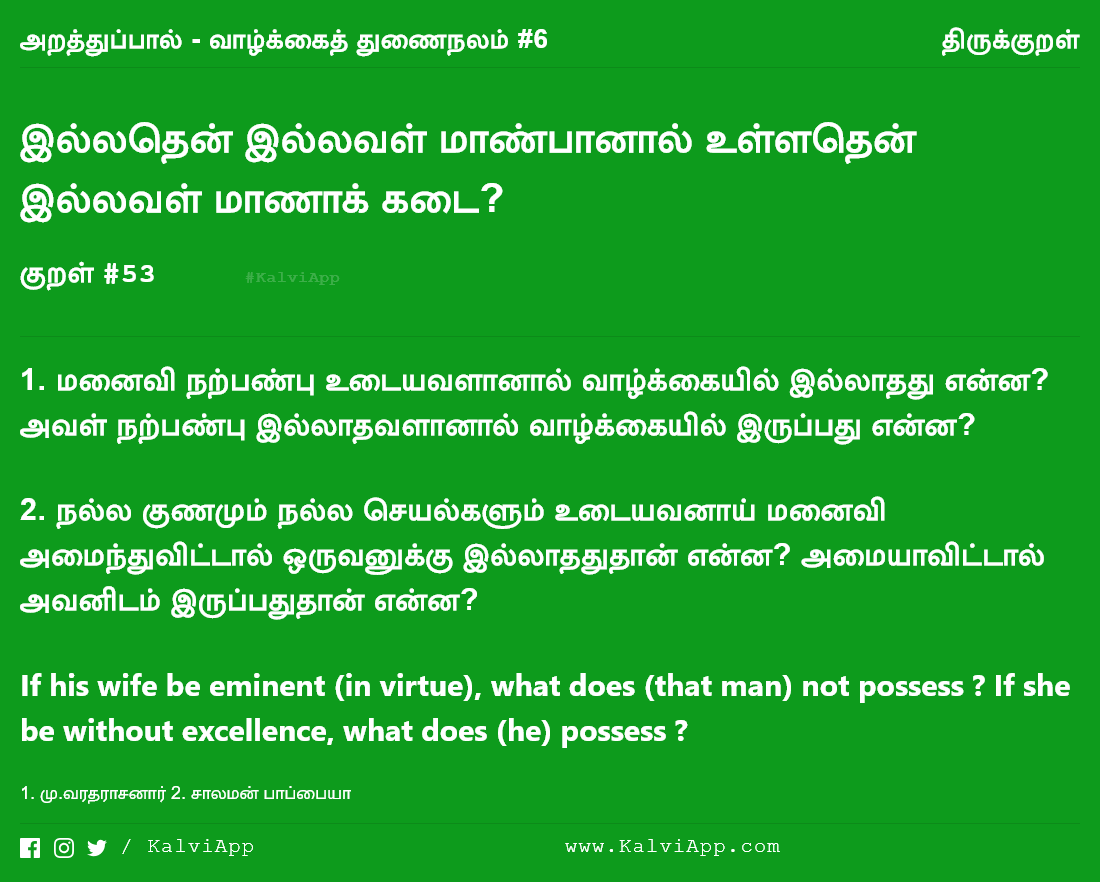 அறத்துப்பால் - வாழ்க்கைத் துணைநலம் #6
திருக்குறள்
இல்லதென் இல்லவள் மாண்பானால் உள்ளதென்
இல்லவள் மாணாக் கடை?
குறள் #53
#KalviApp
1. மனைவி நற்பண்பு உடையவளானால் வாழ்க்கையில் இல்லாதது என்ன?
அவள் நற்பண்பு இல்லாதவளானால் வாழ்க்கையில் இருப்பது என்ன?
2. நல்ல குணமும் நல்ல செயல்களும் உடையவனாய் மனைவி
அமைந்துவிட்டால் ஒருவனுக்கு இல்லாததுதான் என்ன? அமையாவிட்டால்
அவனிடம் இருப்பதுதான் என்ன?
If his wife be eminent (in virtue), what does (that man) not possess ? If she
be without excellence, what does (he) possess ?
1. மு.வரதராசனார் 2. சாலமன் பாப்பையா
/ KalviApp
www.KalviApp.com